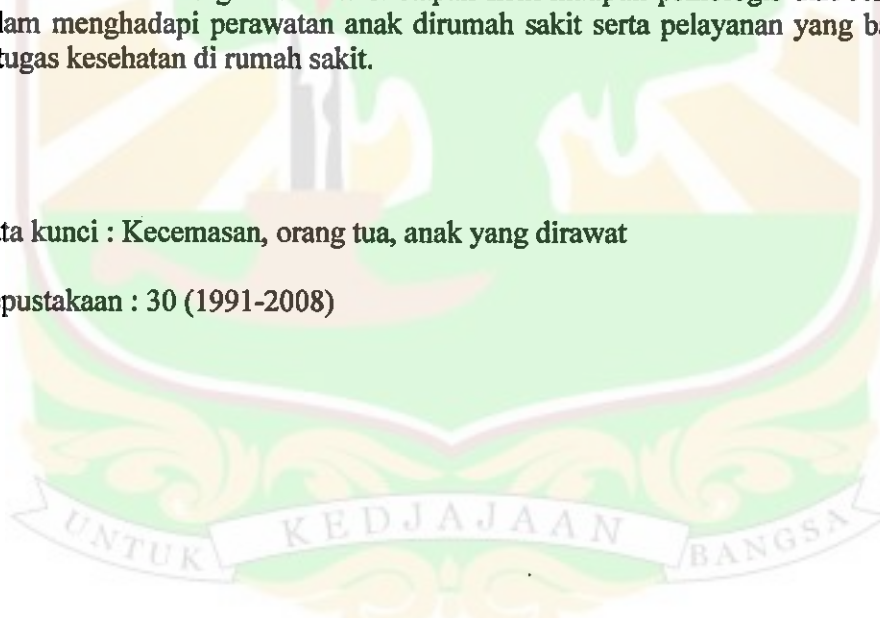 lam menghadapi perawatan anak dirumah sakit serta pelayanan yang ba
tugas kesehatan di rumah sakit.
ta kunci : Kecemasan, orang tua, anak yang dirawat
pustakaan : 30 (1991-2008)
UNTUK KEDJAJAAN BANGSA